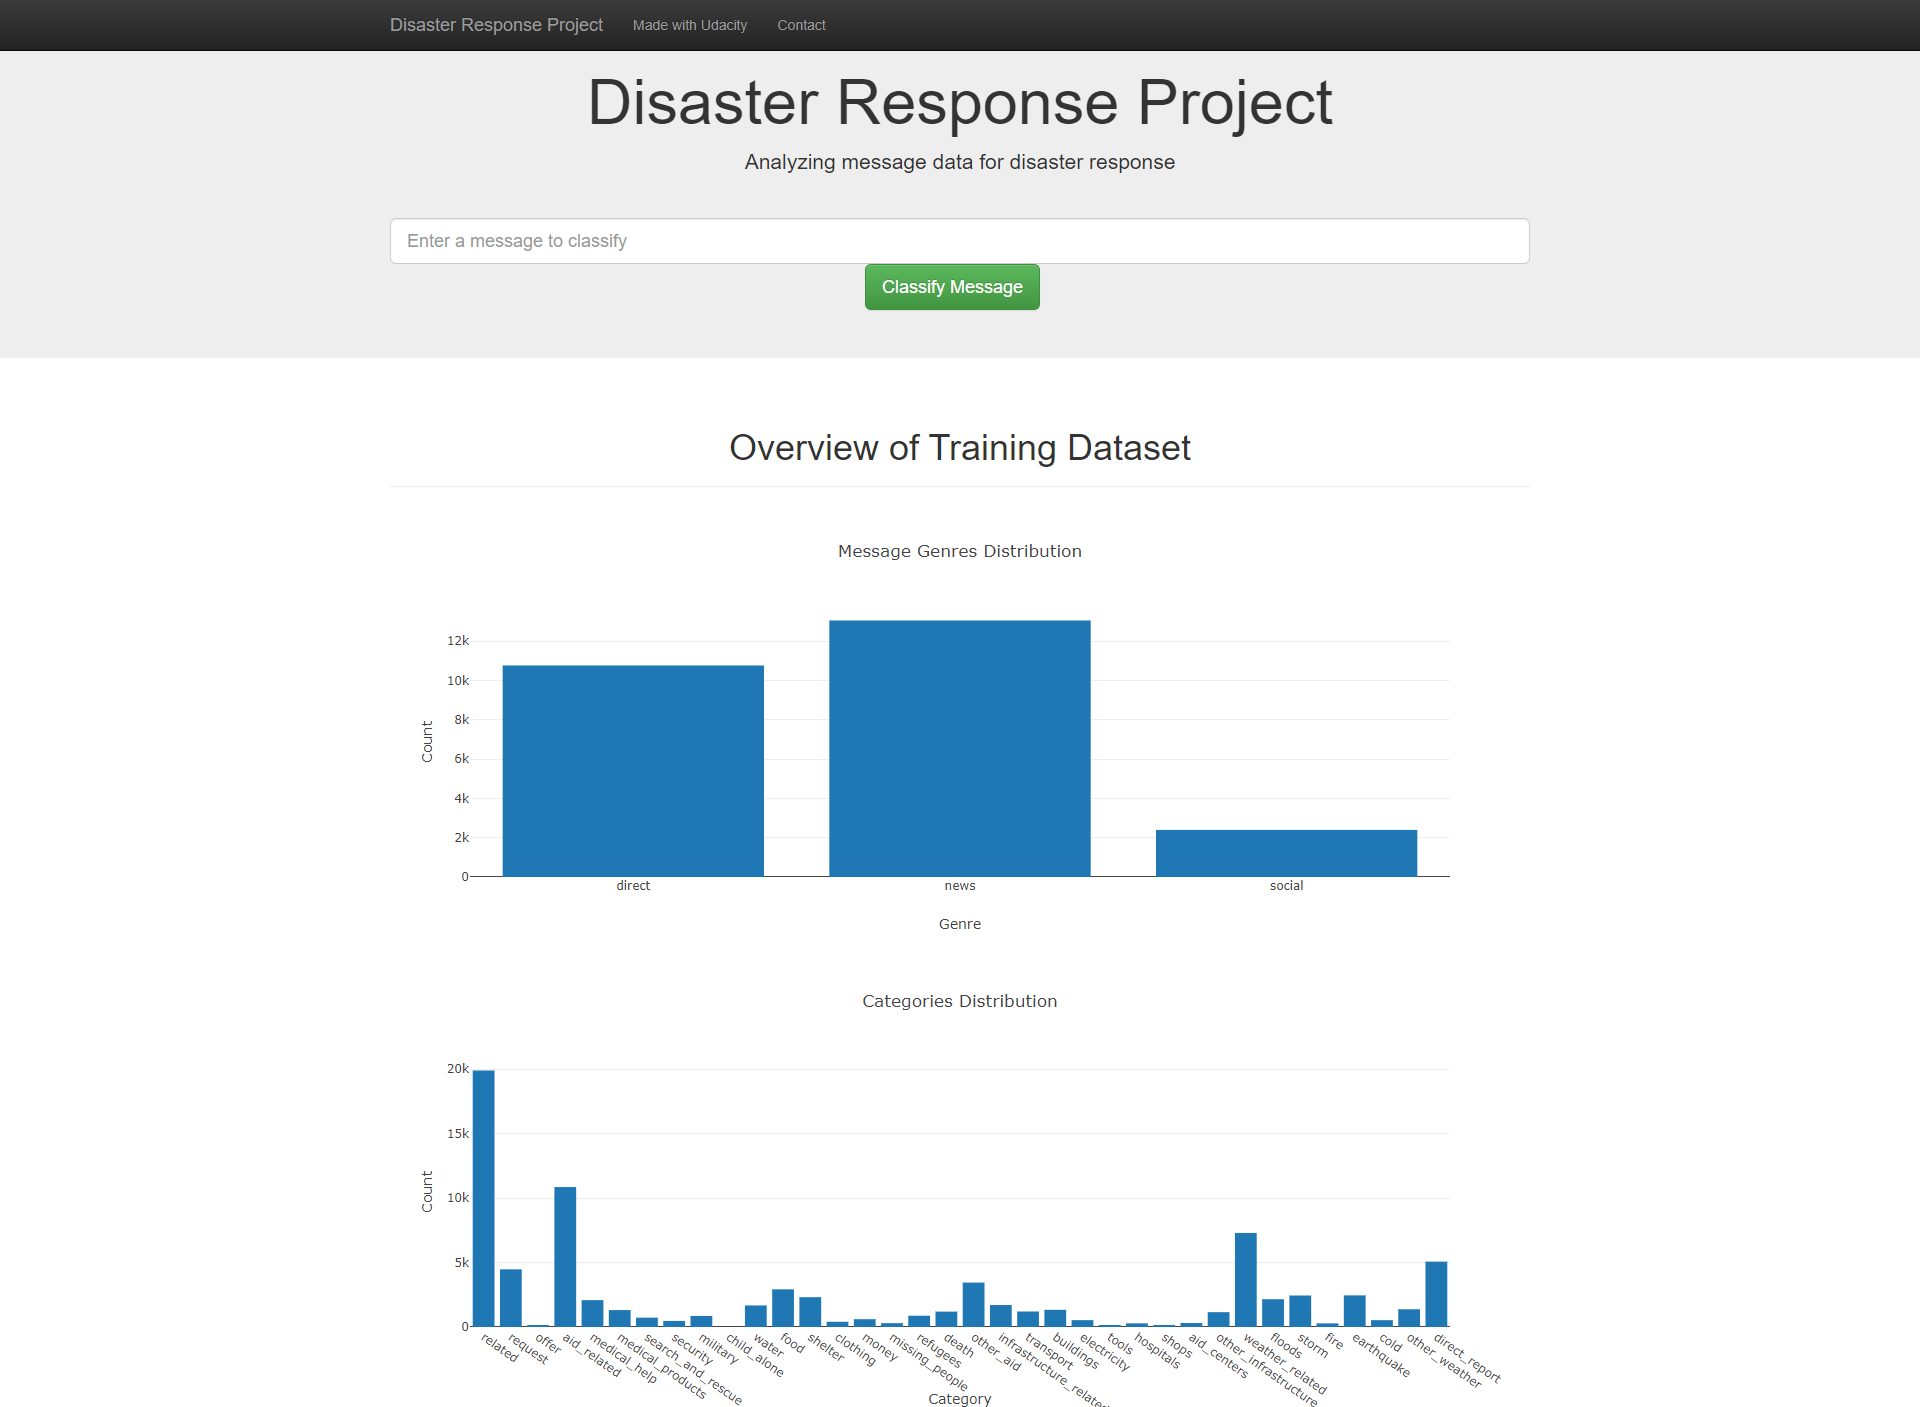 Disaster Response Project Made with Udacity Contact
Disaster Response Project
Analyzing message data for disaster response
Enter a message to classify
Classify Message
Overview of Training Dataset
Message Genres Distribution
12k
10k
8k
6k
4k
2k
0
Count
direct news social
Genre
Categories Distribution
20k
15k
10k
5k
0
Count
related
request
offer
aid_related
medical_help
medical_products
search_and_rescue
security
military
child_alone
water
food
shelter
clothing
money
missing_people
refugees
death
other_aid
infrastructure_related
transport
buildings
electricity
tools
hospitals
shops
aid_centers
other_infrastructure
weather_related
floods
storm
fire
earthquake
cold
other_weather
direct_report
Category